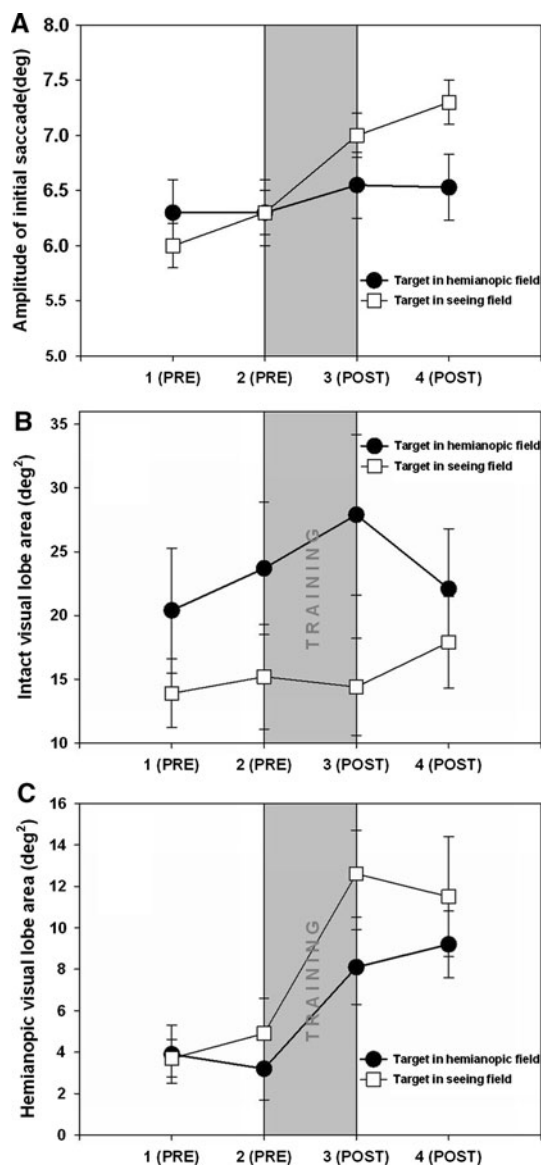 A
Amplitude of initial saccade(deg)
8.0
7.5
7.0
6.5
6.0
5.5
5.0
Target in hemianopic field
Target in seeing field
1 (PRE) 2 (PRE) 3 (POST) 4 (POST)
B
Intact visual lobe area (deg²)
35
30
25
20
15
10
Target in hemianopic field
Target in seeing field
TRAINING
1 (PRE) 2 (PRE) 3 (POST) 4 (POST)
C
Hemianopic visual lobe area (deg²)
16
14
12
10
8
6
4
2
0
TRAINING
Target in hemianopic field
Target in seeing field
1 (PRE) 2 (PRE) 3 (POST) 4 (POST)